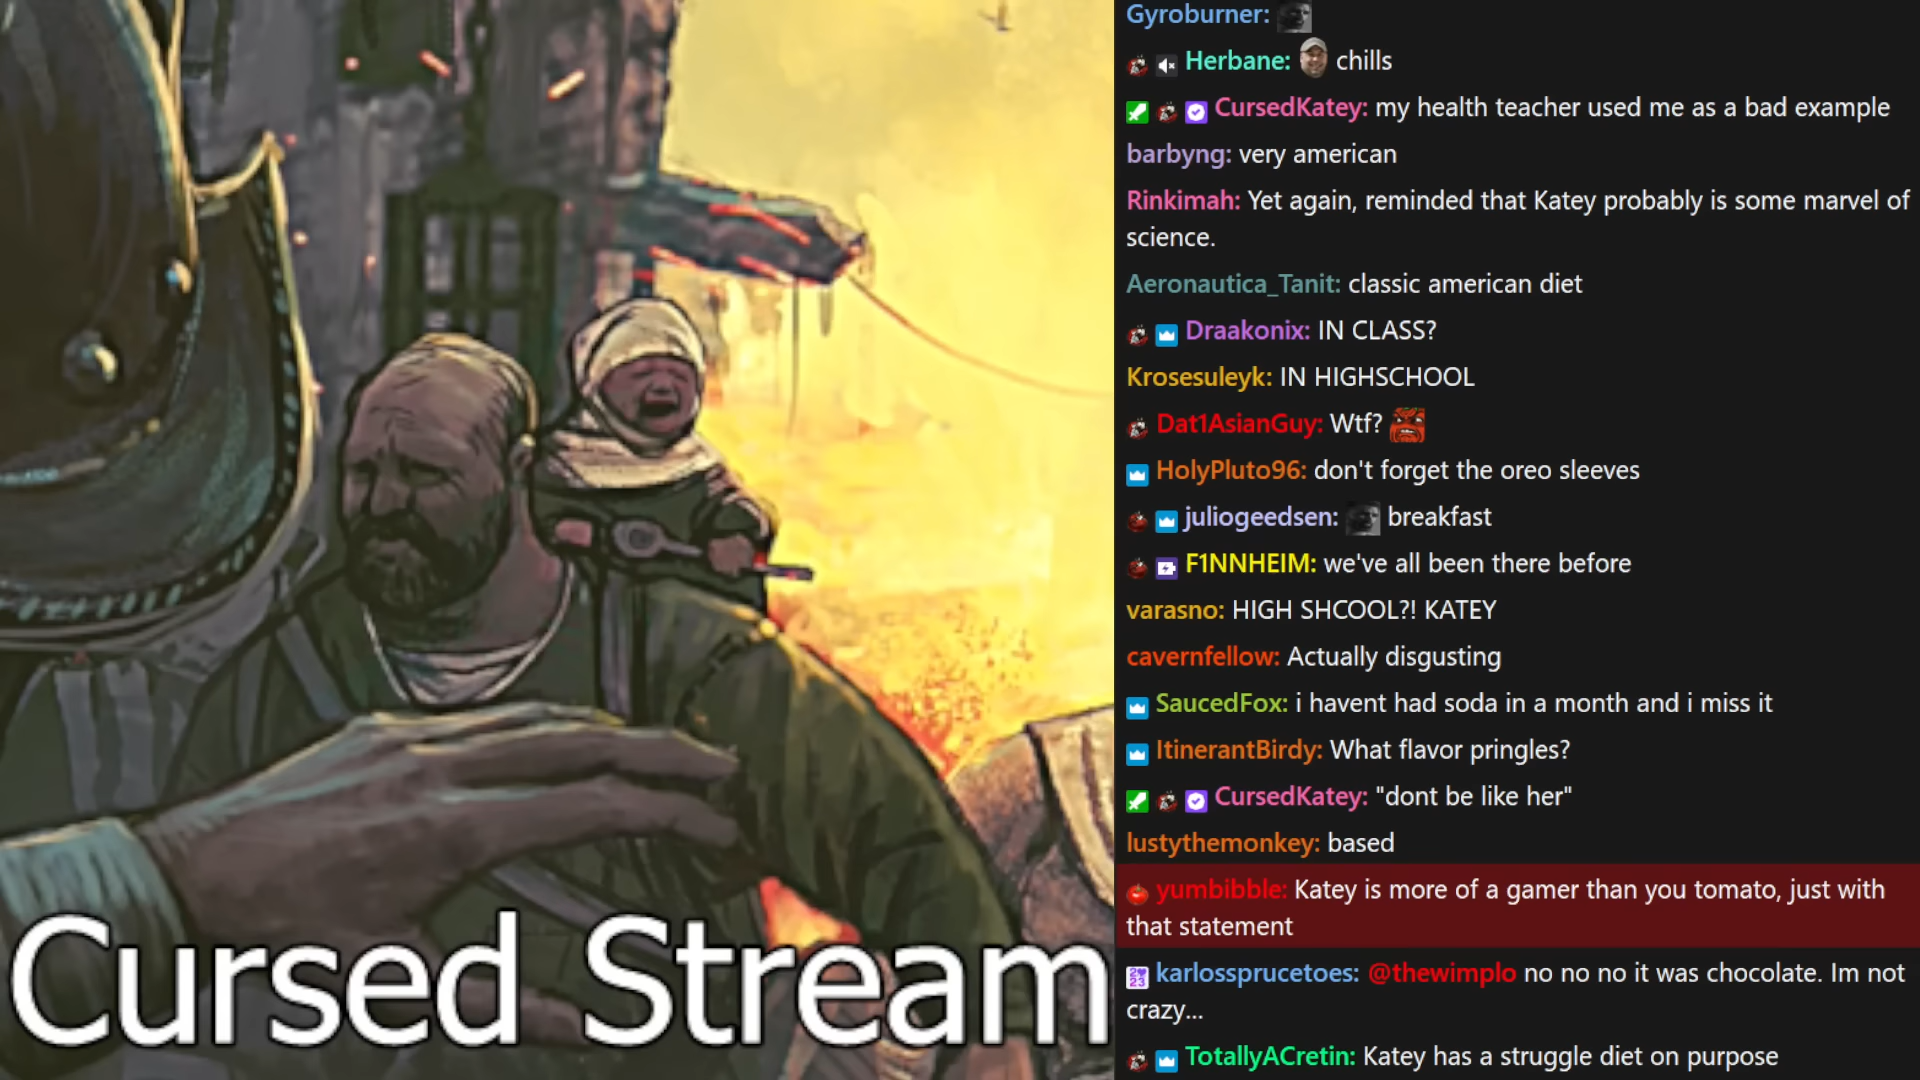 Gyroburner:
Herbane: chills
CursedKatey: my health teacher used me as a bad example
barbyng: very american
Rinkimah: Yet again, reminded that Katey probably is some marvel of
science.
Aeronautica_Tanit: classic american diet
Draakonix: IN CLASS?
Krosesuleyk: IN HIGHSCHOOL
Dat1AsianGuy: Wtf?
HolyPluto96: don't forget the oreo sleeves
juliogeedsen: breakfast
F1NNHEIM: we've all been there before
varasno: HIGH SHCOOL?! KATEY
cavernfellow: Actually disgusting
SaucedFox: i havent had soda in a month and i miss it
ItinerantBirdy: What flavor pringles?
CursedKatey: "dont be like her"
lustythemonkey: based
yumbibble: Katey is more of a gamer than you tomato, just with
that statement
karlossprucetoes: @thewimplo no no no it was chocolate. Im not
crazy...
TotallyACretin: Katey has a struggle diet on purpose
Cursed Stream